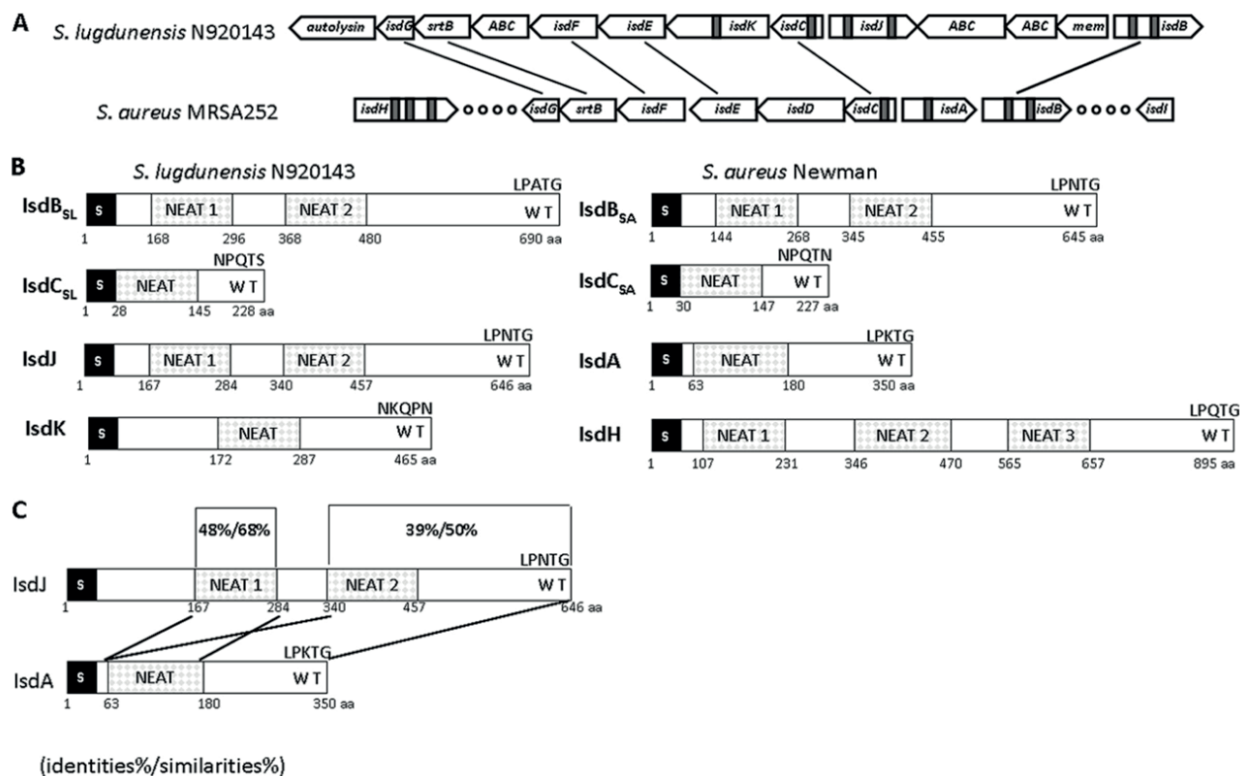 A
S. lugdunensis N920143
autolysin isdG srtB ABC isdF isdE isdK isdC isdJ ABC ABC mem isdB
S. aureus MRSA252
isdH isdG srtB isdF isdE isdD isdC isdA isdB isdI
B
S. lugdunensis N920143
LPATG
IsdBSL S NEAT 1 NEAT 2 W T
1 168 296 368 480 690 aa
NPQTS
IsdCSL S NEAT W T
1 28 145 228 aa
LPNTG
IsdJ S NEAT 1 NEAT 2 W T
1 167 284 340 457 646 aa
NKQPN
IsdK S NEAT W T
1 172 287 465 aa
S. aureus Newman
LPNTG
IsdBSA S NEAT 1 NEAT 2 W T
1 144 268 345 455 645 aa
NPQTN
IsdCSA S NEAT W T
1 30 147 227 aa
LPKTG
IsdA S NEAT W T
1 63 180 350 aa
LPQTG
IsdH S NEAT 1 NEAT 2 NEAT 3 W T
1 107 231 346 470 565 657 895 aa
C
48%/68% 39%/50%
LPNTG
IsdJ S NEAT 1 NEAT 2 W T
1 167 284 340 457 646 aa
LPKTG
IsdA S NEAT W T
1 63 180 350 aa
(identities%/similarities%)